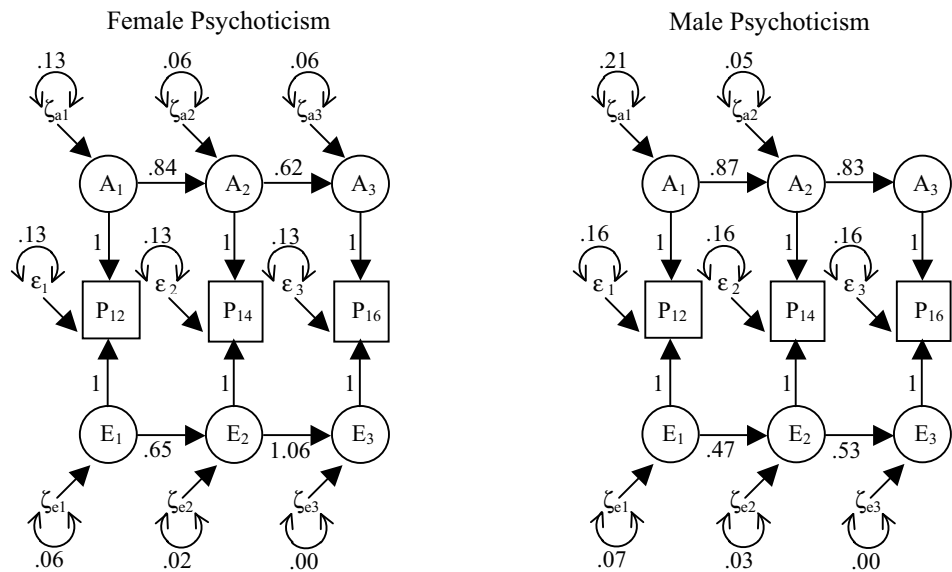 Female Psychoticism Male Psychoticism
.13 .06 .06 .21 .05
ζa1 ζa2 ζa3 ζa1 ζa2
A1 .84 A2 .62 A3 A1 .87 A2 .83 A3
1 1 1 1 1 1
.13 .13 .13 .16 .16 .16
ε1 ε2 ε3 ε1 ε2 ε3
P12 P14 P16 P12 P14 P16
1 1 1 1 1 1
E1 .65 E2 1.06 E3 E1 .47 E2 .53 E3
ζe1 ζe2 ζe3 ζe1 ζe2 ζe3
.06 .02 .00 .07 .03 .00